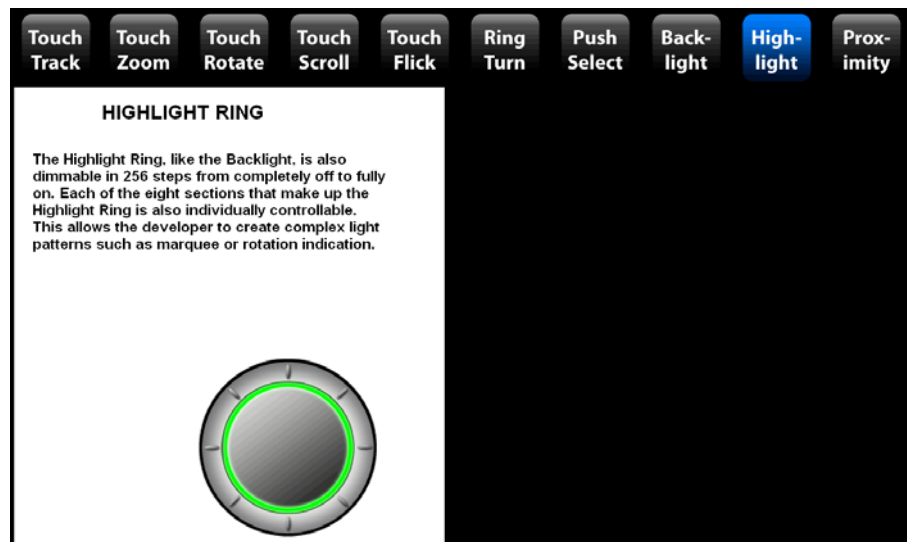 Touch Touch Touch Touch Touch Ring Push Back- High- Prox-
Track Zoom Rotate Scroll Flick Turn Select light light imity
HIGHLIGHT RING
The Highlight Ring, like the Backlight, is also
dimmable in 256 steps from completely off to fully
on. Each of the eight sections that make up the
Highlight Ring is also individually controllable.
This allows the developer to create complex light
patterns such as marquee or rotation indication.